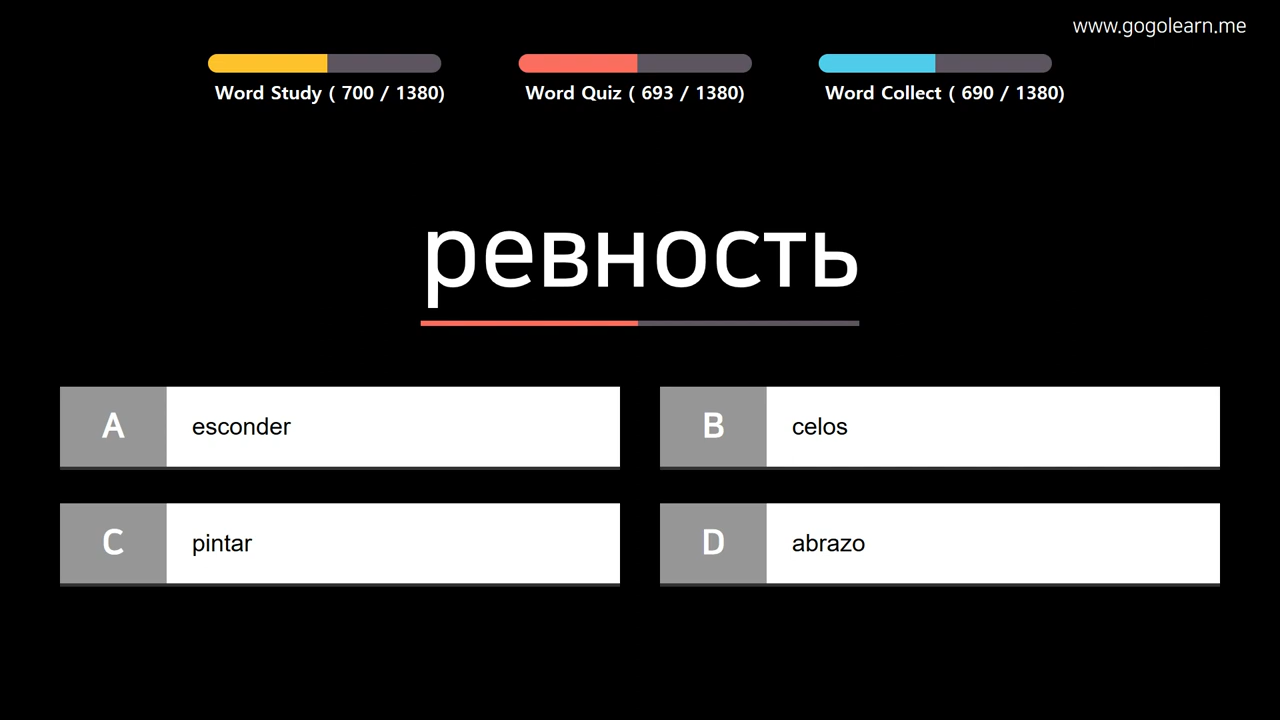 www.gogolearn.me
Word Study ( 700 / 1380)
Word Quiz ( 693 / 1380)
Word Collect ( 690 / 1380)
ревность
A esconder
B celos
C pintar
D abrazo